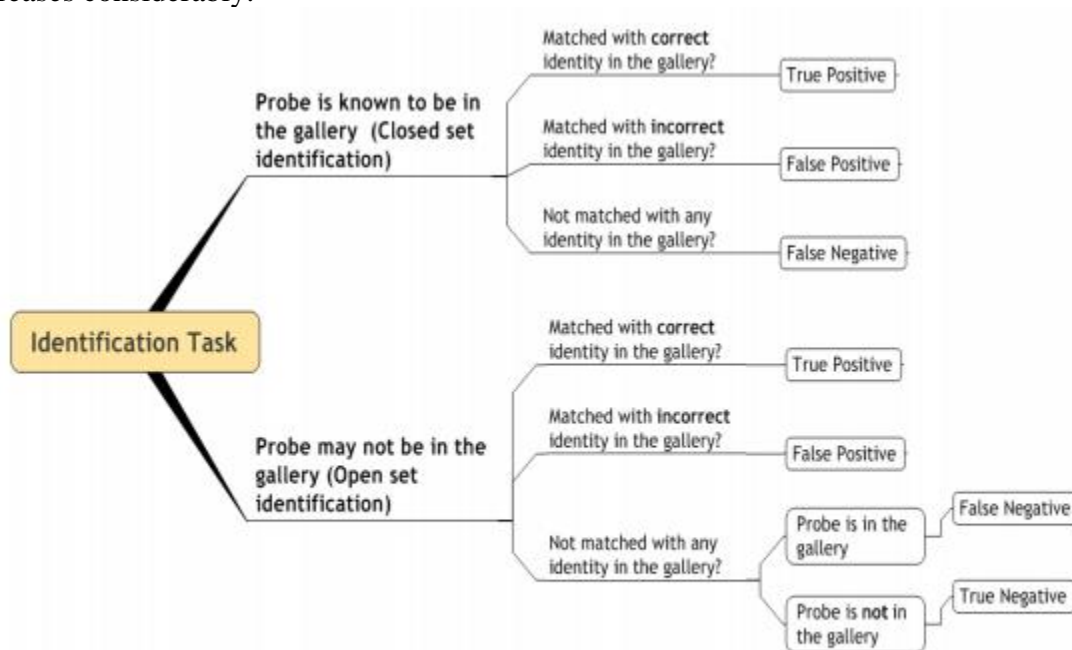 Matched with correct
identity in the gallery?
True Positive
Probe is known to be in
the gallery (Closed set
identification)
Matched with incorrect
identity in the gallery?
False Positive
Not matched with any
identity in the gallery?
False Negative
Identification Task
Matched with correct
identity in the gallery?
True Positive
Probe may not be in the
gallery (Open set
identification)
Matched with incorrect
identity in the gallery?
False Positive
Not matched with any
identity in the gallery?
Probe is in the
gallery
False Negative
Probe is not in
the gallery
True Negative